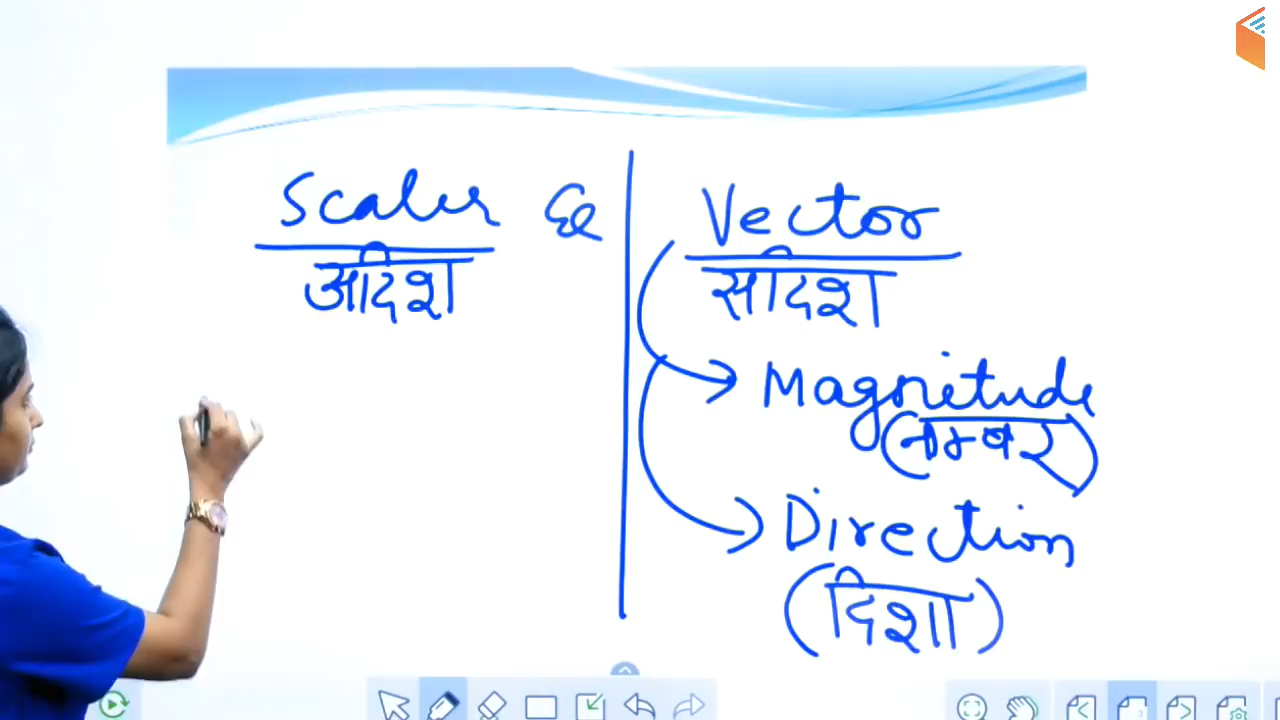 Scaler & Vector
अदिश सदिश
Magnitude
(नम्बर)
Direction
(दिशा)